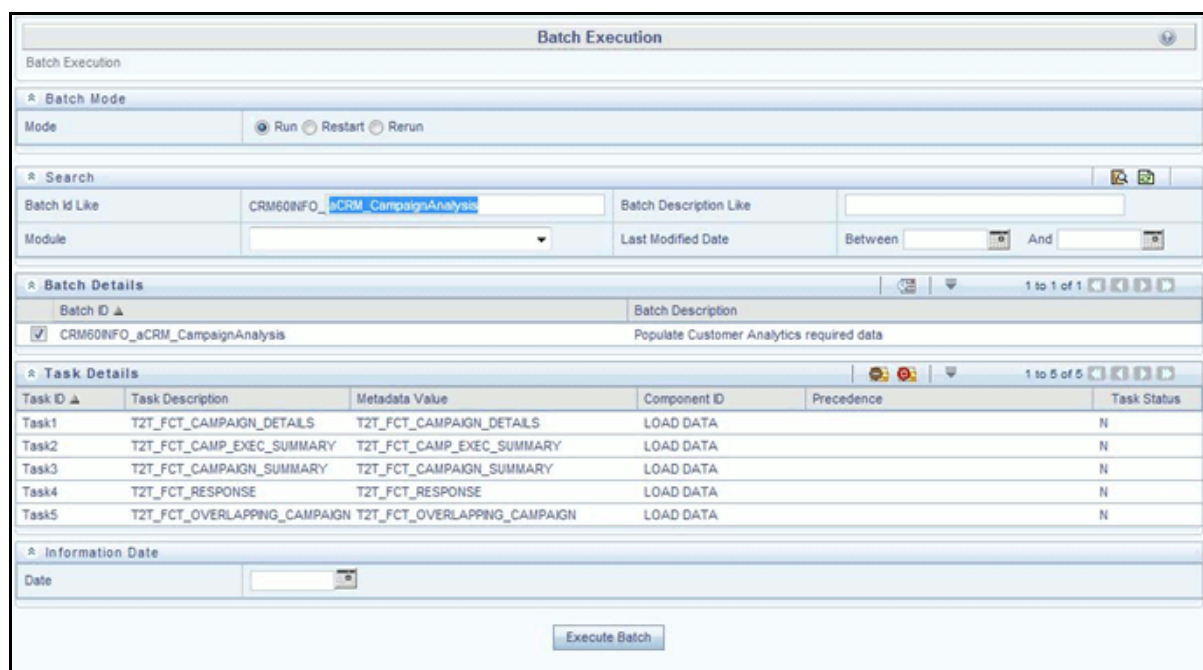 Batch Execution
Batch Execution
Batch Mode
Mode Run Restart Rerun
Search
Batch Id Like CRM60INFO_ aCRM_CampaignAnalysis Batch Description Like
Module Last Modified Date Between And
Batch Details 1 to 1 of 1
Batch ID Batch Description
CRM60INFO_aCRM_CampaignAnalysis Populate Customer Analytics required data
Task Details 1 to 5 of 5
Task ID Task Description Metadata Value Component ID Precedence Task Status
Task1 T2T_FCT_CAMPAIGN_DETAILS T2T_FCT_CAMPAIGN_DETAILS LOAD DATA N
Task2 T2T_FCT_CAMP_EXEC_SUMMARY T2T_FCT_CAMP_EXEC_SUMMARY LOAD DATA N
Task3 T2T_FCT_CAMPAIGN_SUMMARY T2T_FCT_CAMPAIGN_SUMMARY LOAD DATA N
Task4 T2T_FCT_RESPONSE T2T_FCT_RESPONSE LOAD DATA N
Task5 T2T_FCT_OVERLAPPING_CAMPAIGN T2T_FCT_OVERLAPPING_CAMPAIGN LOAD DATA N
Information Date
Date
Execute Batch